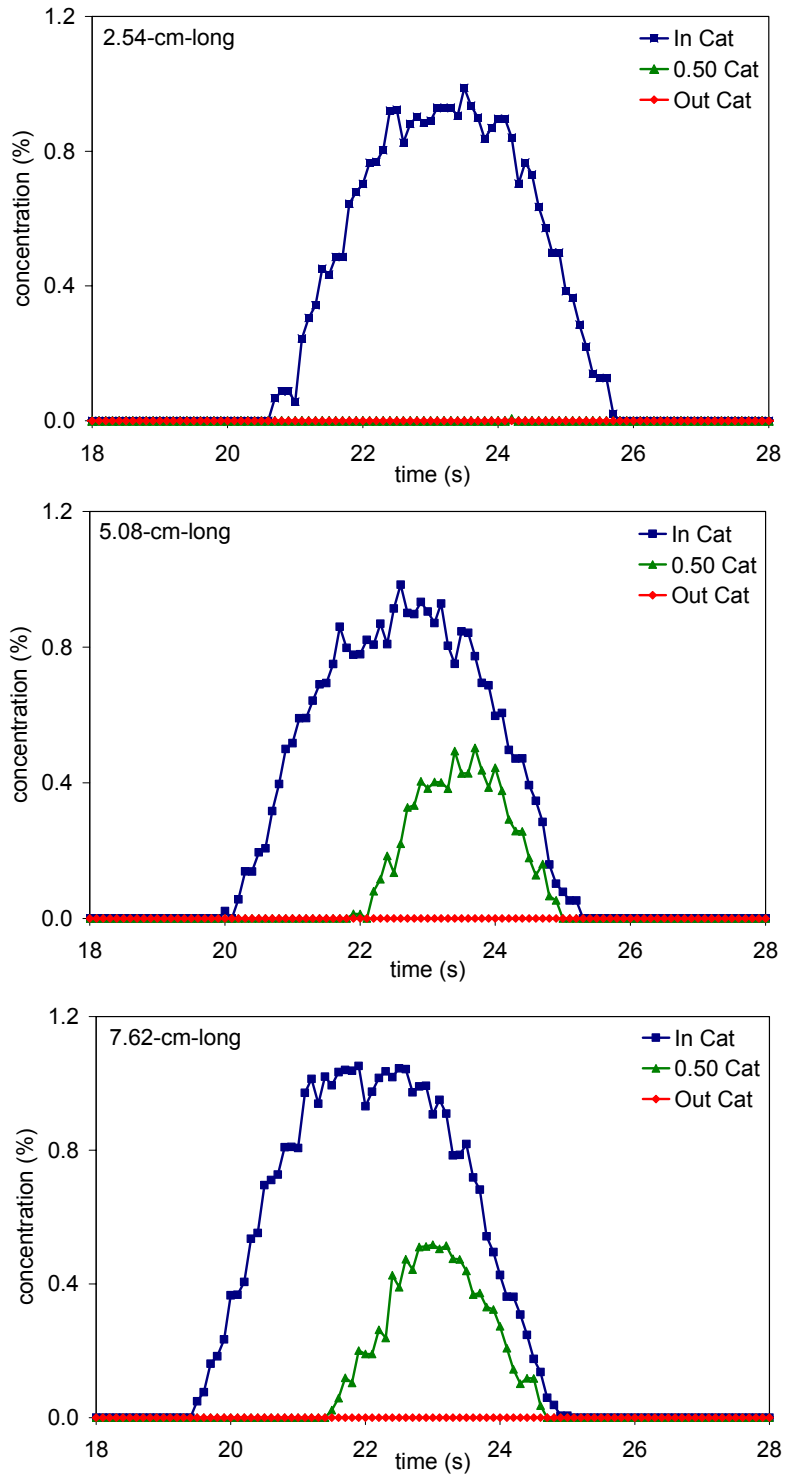 1.2
2.54-cm-long
In Cat
0.50 Cat
Out Cat
0.8
0.4
0.0
concentration (%)
18 20 22 24 26 28
time (s)
1.2
5.08-cm-long
In Cat
0.50 Cat
Out Cat
0.8
0.4
0.0
concentration (%)
18 20 22 24 26 28
time (s)
1.2
7.62-cm-long
In Cat
0.50 Cat
Out Cat
0.8
0.4
0.0
concentration (%)
18 20 22 24 26 28
time (s)